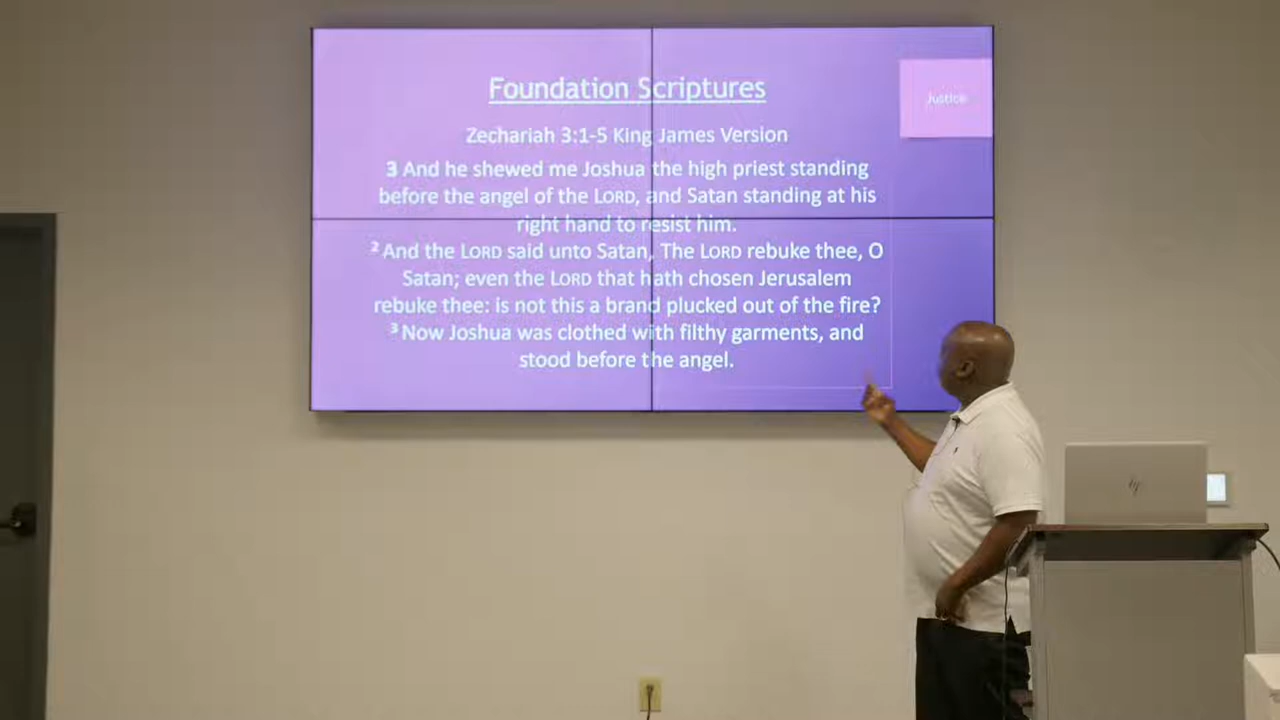 Foundation Scriptures
Justice
Zechariah 3:1-5 King James Version
3 And he shewed me Joshua the high priest standing
before the angel of the LORD, and Satan standing at his
right hand to resist him.
2 And the LORD said unto Satan, The LORD rebuke thee, O
Satan; even the LORD that hath chosen Jerusalem
rebuke thee: is not this a brand plucked out of the fire?
3 Now Joshua was clothed with filthy garments, and
stood before the angel.
hp